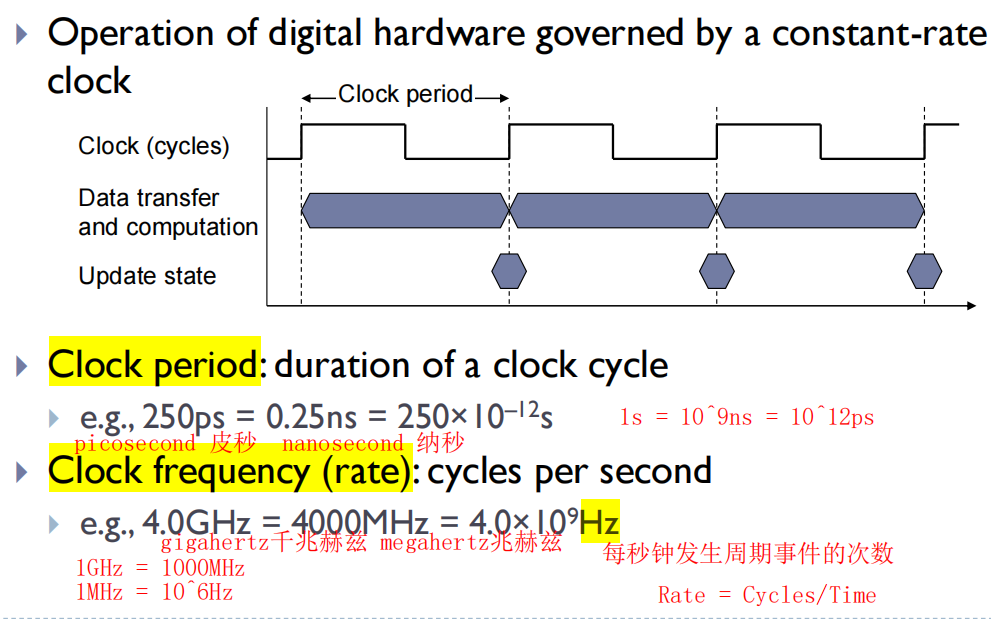 Operation of digital hardware governed by a constant-rate
clock
Clock period
Clock (cycles)
Data transfer
and computation
Update state
Clock period: duration of a clock cycle
e.g., 250ps = 0.25ns = 250×10–12s
1s = 10^9ns = 10^12ps
picosecond 皮秒 nanosecond 纳秒
Clock frequency (rate): cycles per second
e.g., 4.0GHz = 4000MHz = 4.0×10⁹Hz
gigahertz千兆赫兹 megahertz兆赫兹
每秒钟发生周期事件的次数
1GHz = 1000MHz
1MHz = 10^6Hz
Rate = Cycles/Time